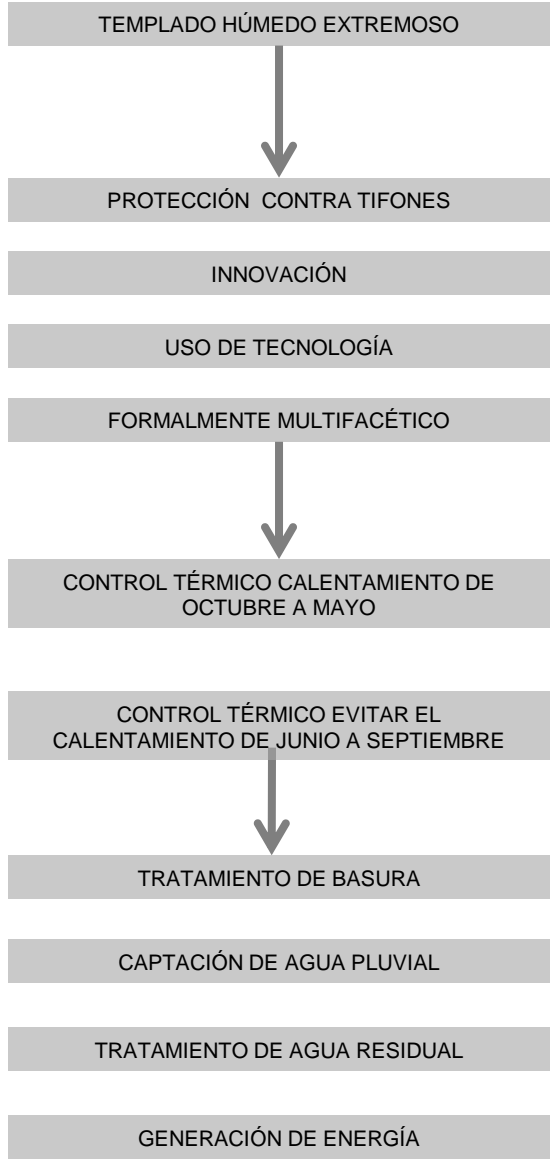 TEMPLADO HÚMEDO EXTREMOSO
PROTECCIÓN CONTRA TIFONES
INNOVACIÓN
USO DE TECNOLOGÍA
FORMALMENTE MULTIFACÉTICO
CONTROL TÉRMICO CALENTAMIENTO DE
OCTUBRE A MAYO
CONTROL TÉRMICO EVITAR EL
CALENTAMIENTO DE JUNIO A SEPTIEMBRE
TRATAMIENTO DE BASURA
CAPTACIÓN DE AGUA PLUVIAL
TRATAMIENTO DE AGUA RESIDUAL
GENERACIÓN DE ENERGÍA